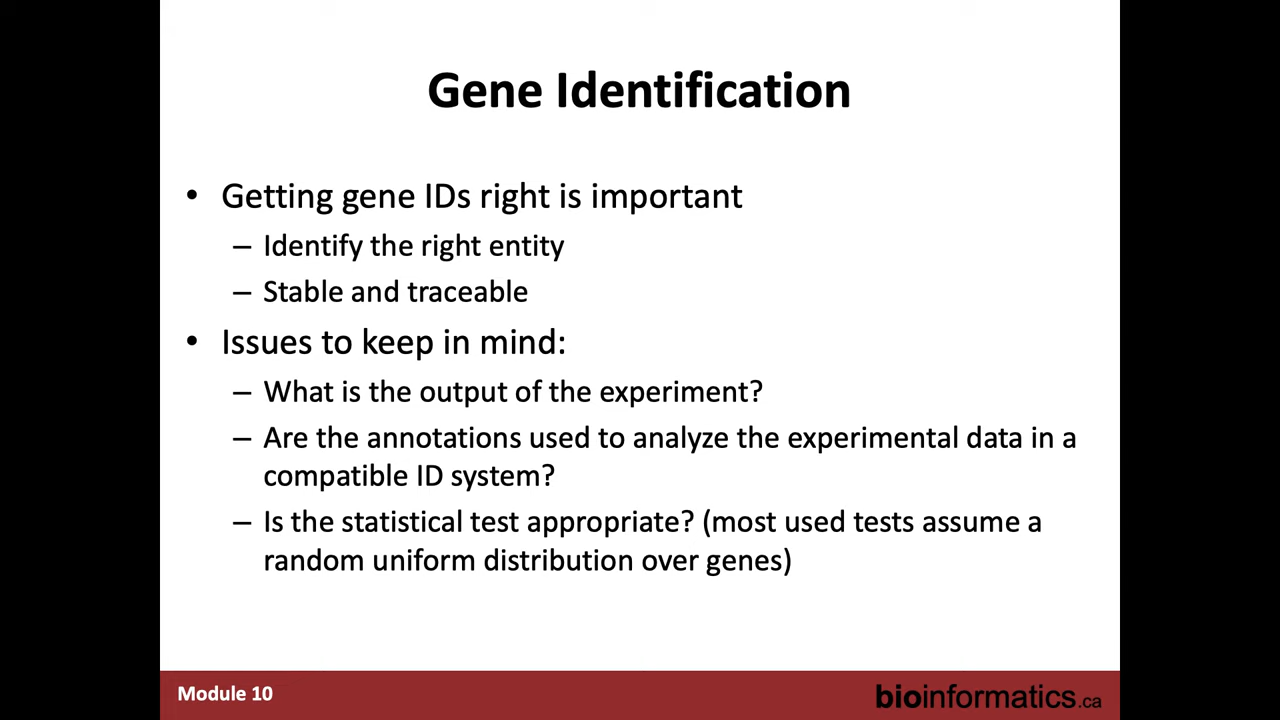 Gene Identification
• Getting gene IDs right is important
– Identify the right entity
– Stable and traceable
• Issues to keep in mind:
– What is the output of the experiment?
– Are the annotations used to analyze the experimental data in a
compatible ID system?
– Is the statistical test appropriate? (most used tests assume a
random uniform distribution over genes)
Module 10
bioinformatics.ca